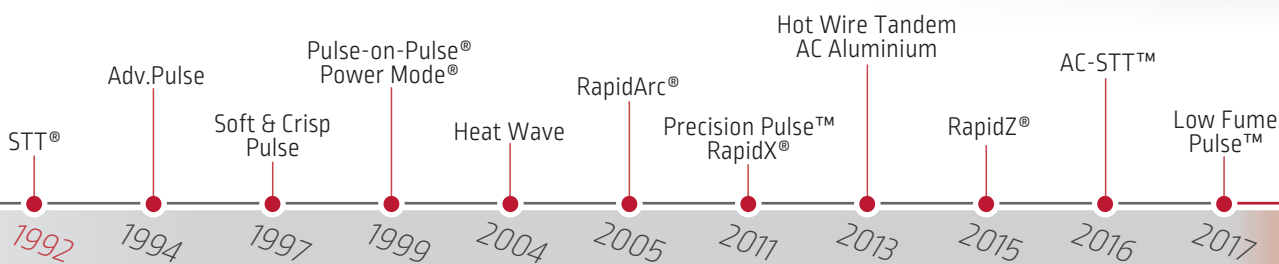 STT®
Adv.Pulse
Soft & Crisp
Pulse
Pulse-on-Pulse®
Power Mode®
Heat Wave
RapidArc®
Precision Pulse™
RapidX®
Hot Wire Tandem
AC Aluminium
RapidZ®
AC-STT™
Low Fume
Pulse™
1992
1994
1997
1999
2004
2005
2011
2013
2015
2016
2017